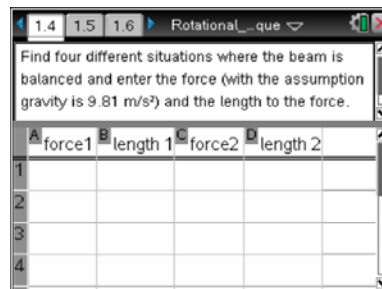 1.4 1.5 1.6 Rotational_...que
Find four different situations where the beam is
balanced and enter the force (with the assumption
gravity is 9.81 m/s²) and the length to the force.
A force1 B length 1 C force2 D length 2
1
2
3
4